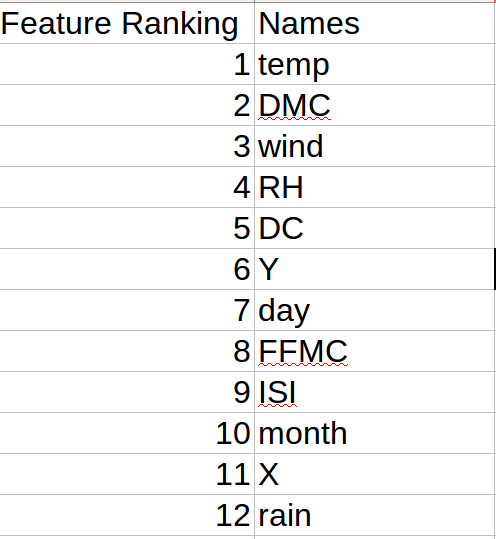 Feature Ranking Names
1 temp
2 DMC
3 wind
4 RH
5 DC
6 Y
7 day
8 FFMC
9 ISI
10 month
11 X
12 rain